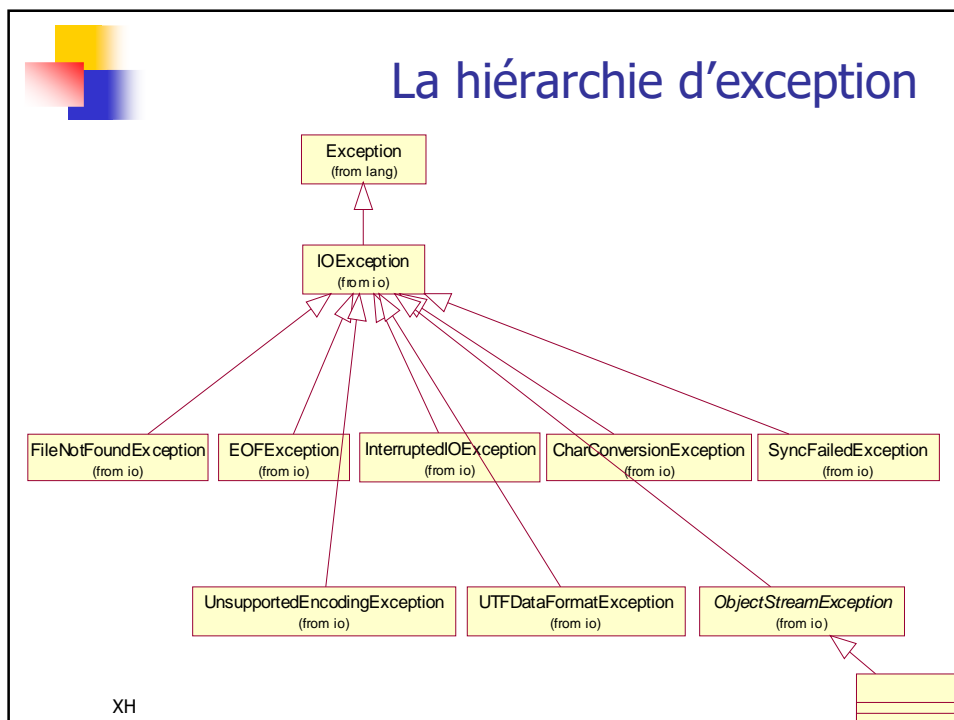 La hiérarchie d'exception
Exception
(from lang)
IOException
(from io)
FileNotFoundException
(from io)
EOFException
(from io)
InterruptedIOException
(from io)
CharConversionException
(from io)
SyncFailedException
(from io)
UnsupportedEncodingException
(from io)
UTFDataFormatException
(from io)
ObjectStreamException
(from io)
XH